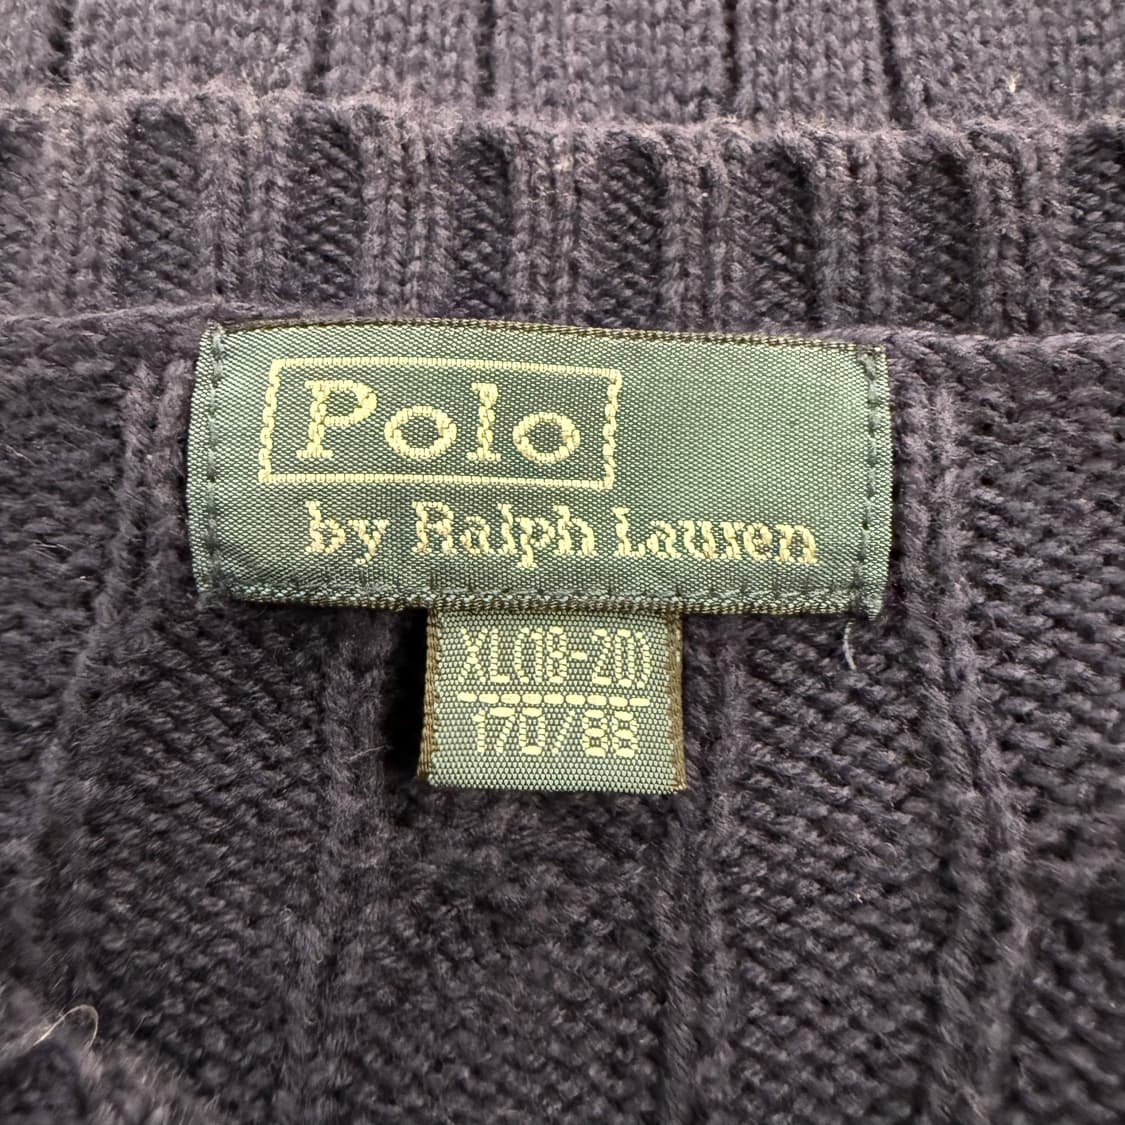 Polo
by Ralph Lauren
XL(18-20)
170/88